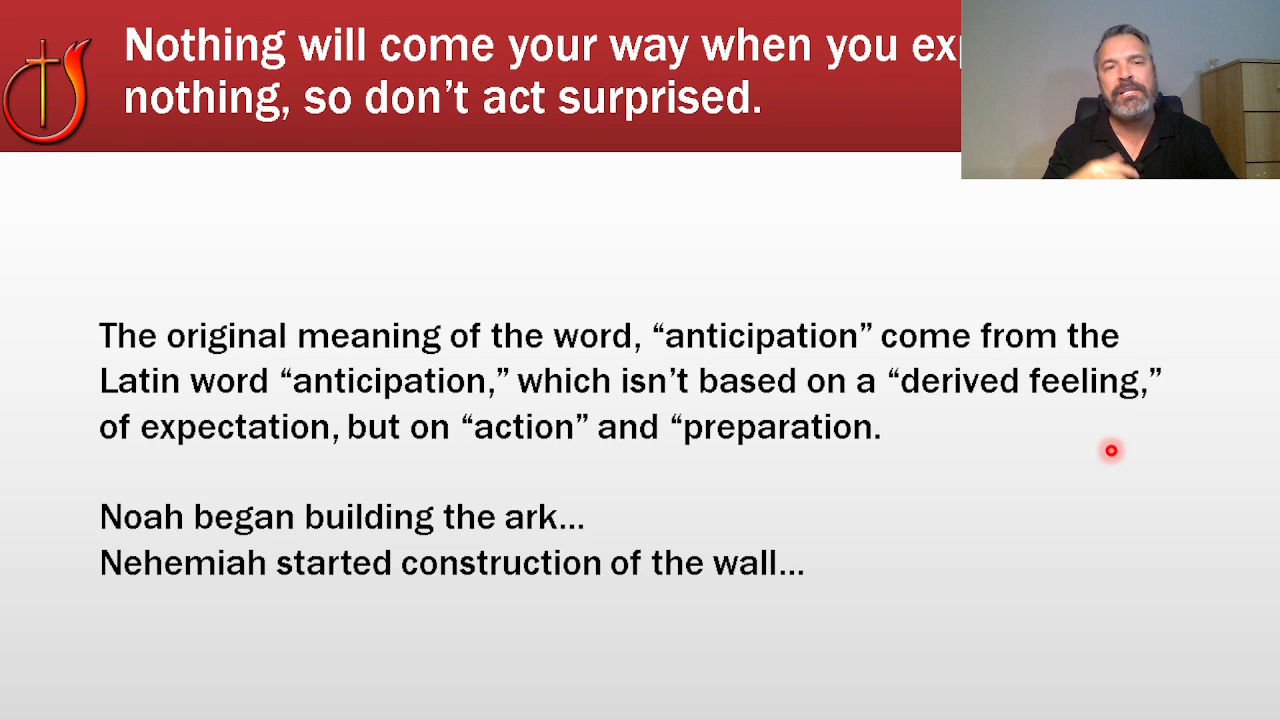 Nothing will come your way when you
nothing, so don’t act surprised.
The original meaning of the word, “anticipation” come from the
Latin word “anticipation,” which isn’t based on a “derived feeling,”
of expectation, but on “action” and “preparation.
Noah began building the ark...
Nehemiah started construction of the wall...